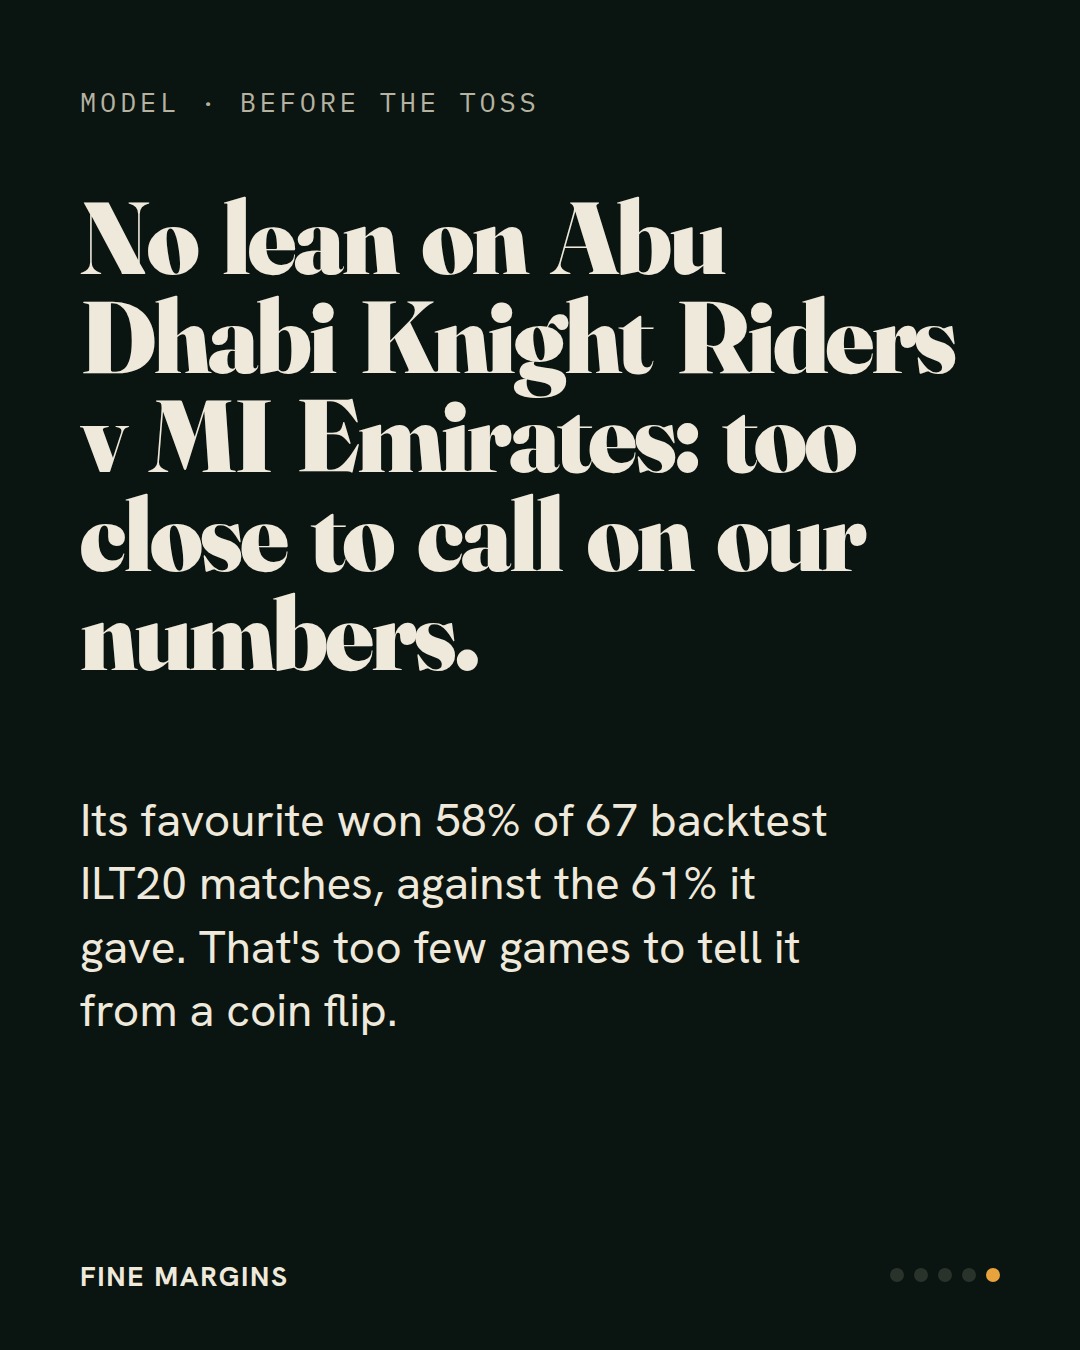 MODEL · BEFORE THE TOSS
No lean on Abu
Dhabi Knight Riders
v MI Emirates: too
close to call on our
numbers.
Its favourite won 58% of 67 backtest
ILT20 matches, against the 61% it
gave. That's too few games to tell it
from a coin flip.
FINE MARGINS